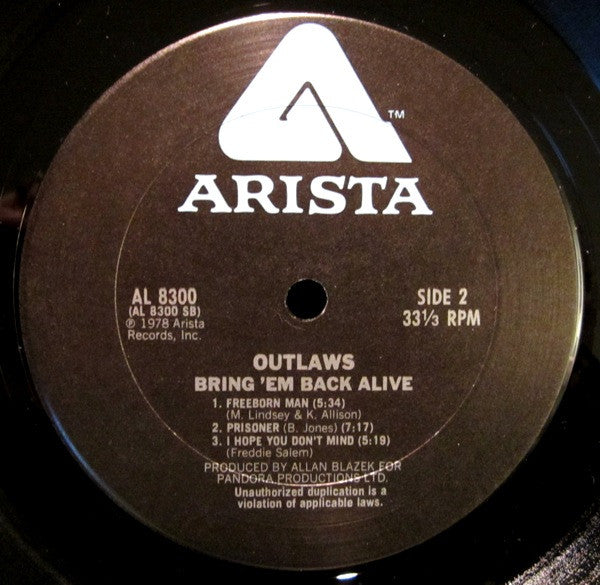 ™
ARISTA
AL 8300
(AL 8300 SB)
℗ 1978 Arista
Records, Inc.
SIDE 2
33⅓ RPM
OUTLAWS
BRING 'EM BACK ALIVE
1. FREEBORN MAN (5:34)
(M. Lindsey & K. Allison)
2. PRISONER (B. Jones) (7:17)
3. I HOPE YOU DON'T MIND (5:19)
(Freddie Salem)
PRODUCED BY ALLAN BLAZEK FOR
PANDORA PRODUCTIONS LTD.
Unauthorized duplication is a
violation of applicable laws.